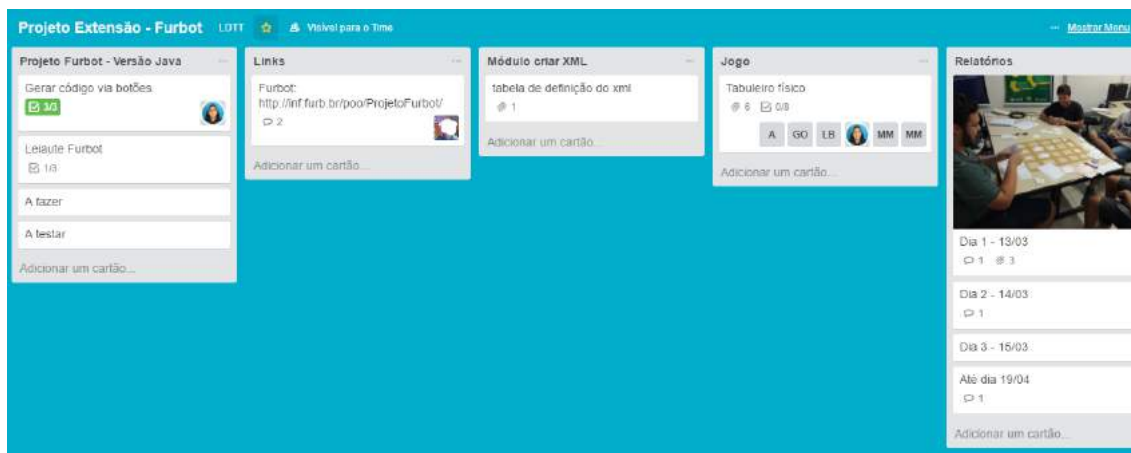 Projeto Extensão - Furbot LDTT Visível para o Time ··· Mostrar Menu
Projeto Furbot - Versão Java ···
Gerar código via botões
3/3
Leiaute Furbot
1/3
A fazer
A testar
Adicionar um cartão...
Links ···
Furbot:
http://inf.furb.br/poo/ProjetoFurbot/
2
Adicionar um cartão...
Módulo criar XML ···
tabela de definição do xml
1
Adicionar um cartão...
Jogo ···
Tabuleiro físico
6 0/8
A GO LB MM MM
Adicionar um cartão...
Relatórios
Dia 1 - 13/03
1 3
Dia 2 - 14/03
1
Dia 3 - 15/03
Até dia 19/04
1
Adicionar um cartão...